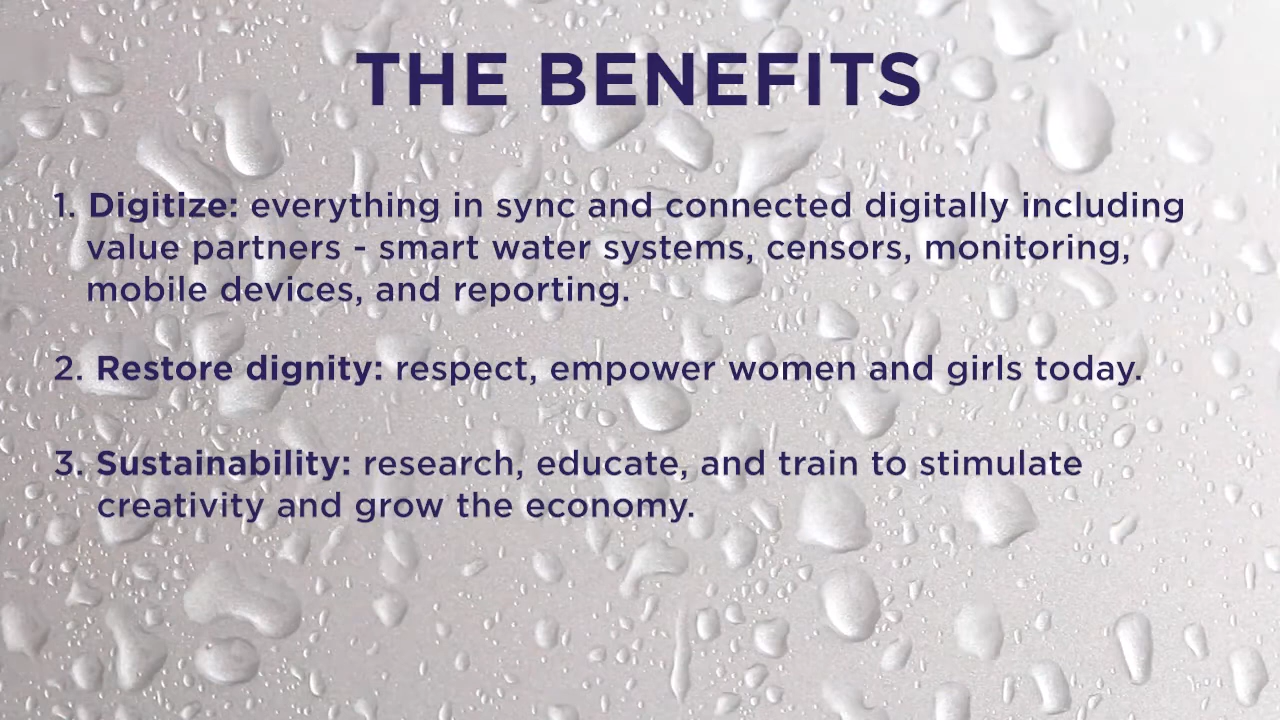 THE BENEFITS
1. Digitize: everything in sync and connected digitally including
value partners - smart water systems, censors, monitoring,
mobile devices, and reporting.
2. Restore dignity: respect, empower women and girls today.
3. Sustainability: research, educate, and train to stimulate
creativity and grow the economy.